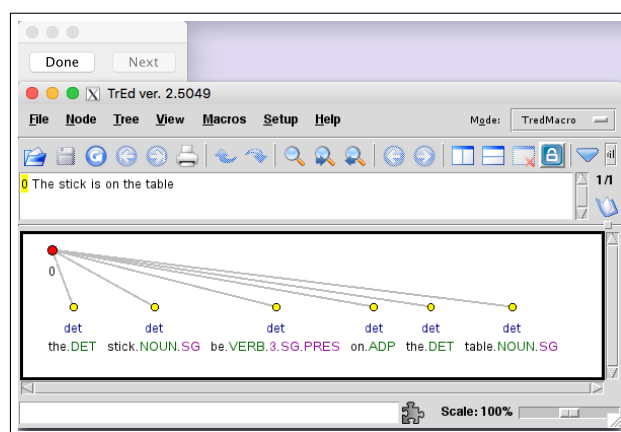 Done Next
TrEd ver. 2.5049
File Node Tree View Macros Setup Help Mode: TredMacro
0 The stick is on the table
1/1
0
det det det det det det
the.DET stick.NOUN.SG be.VERB.3.SG.PRES on.ADP the.DET table.NOUN.SG
Scale: 100%